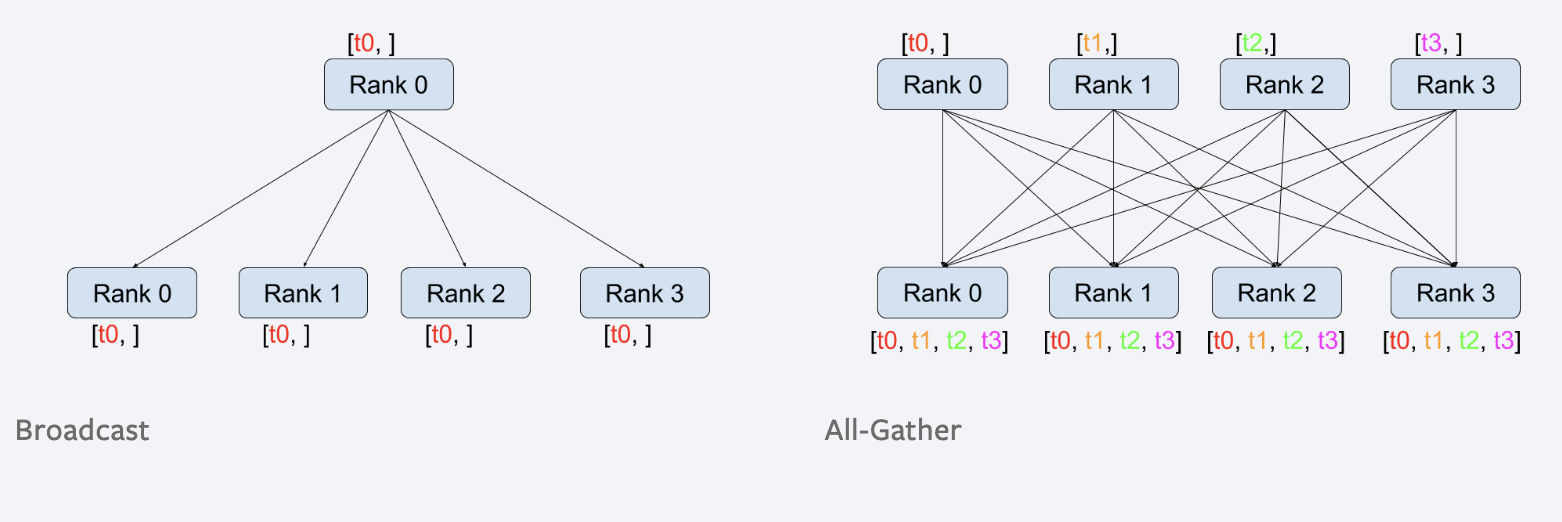 [t0, ]
Rank 0
Rank 0 Rank 1 Rank 2 Rank 3
[t0, ] [t0, ] [t0, ] [t0, ]
Broadcast
[t0, ] [t1,] [t2,] [t3, ]
Rank 0 Rank 1 Rank 2 Rank 3
Rank 0 Rank 1 Rank 2 Rank 3
[t0, t1, t2, t3] [t0, t1, t2, t3] [t0, t1, t2, t3] [t0, t1, t2, t3]
All-Gather